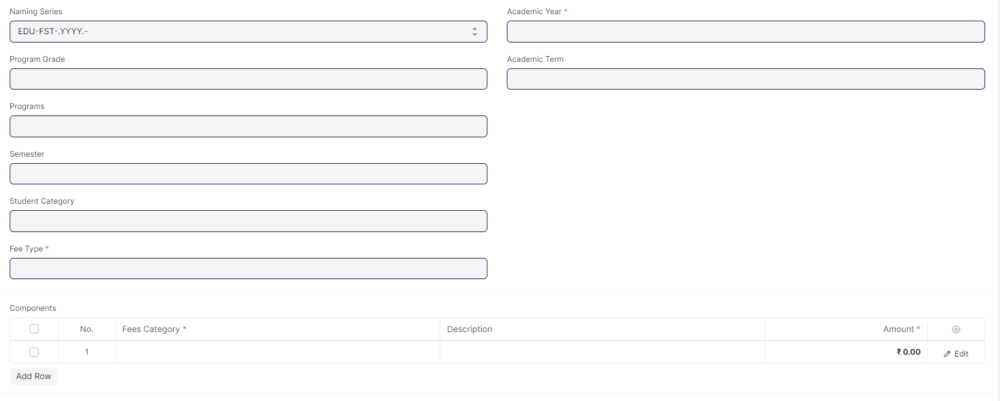 Naming Series
EDU-FST-.YYYY.-
Program Grade
Programs
Semester
Student Category
Fee Type *
Academic Year *
Academic Term
Components
No. Fees Category * Description Amount *
1 ₹ 0.00 Edit
Add Row